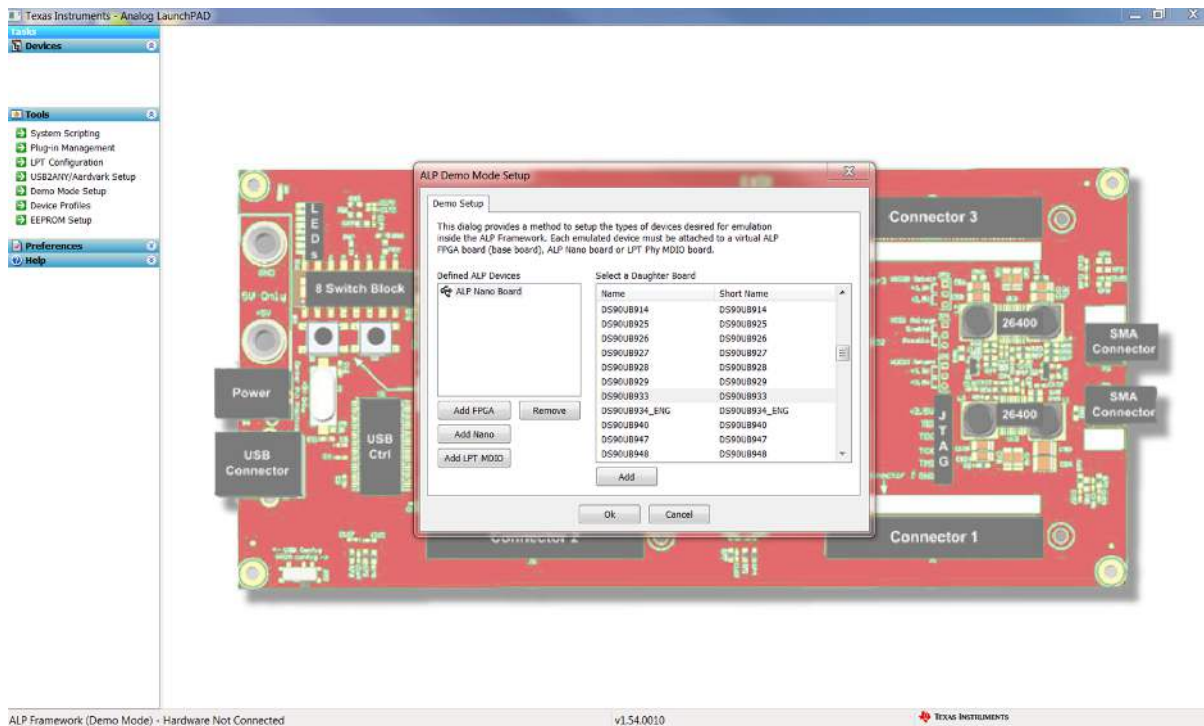 Texas Instruments - Analog LaunchPAD
Tasks
Devices
Tools
System Scripting
Plug-in Management
LPT Configuration
USB2ANY/Aardvark Setup
Demo Mode Setup
Device Profiles
EEPROM Setup
Preferences
Help
ALP Demo Mode Setup
Demo Setup
This dialog provides a method to setup the types of devices desired for emulation
inside the ALP Framework. Each emulated device must be attached to a virtual ALP
FPGA board (base board), ALP Nano board or LPT Phy MDIO board.
Defined ALP Devices
ALP Nano Board
Add FPGA Remove
Add Nano
Add LPT MDIO
Select a Daughter Board
Name Short Name
DS90UB914 DS90UB914
DS90UB925 DS90UB925
DS90UB926 DS90UB926
DS90UB927 DS90UB927
DS90UB928 DS90UB928
DS90UB929 DS90UB929
DS90UB933 DS90UB933
DS90UB934_ENG DS90UB934_ENG
DS90UB940 DS90UB940
DS90UB947 DS90UB947
DS90UB948 DS90UB948
Add
Ok Cancel
LEDs
GND
5V Only
+5V
8 Switch Block
Power
USB
Connector
USB
Ctrl
Connector 3
26400
SMA
Connector
26400
SMA
Connector
JTAG
Connector 2
Connector 1
ALP Framework (Demo Mode) - Hardware Not Connected
v1.54.0010
TEXAS INSTRUMENTS